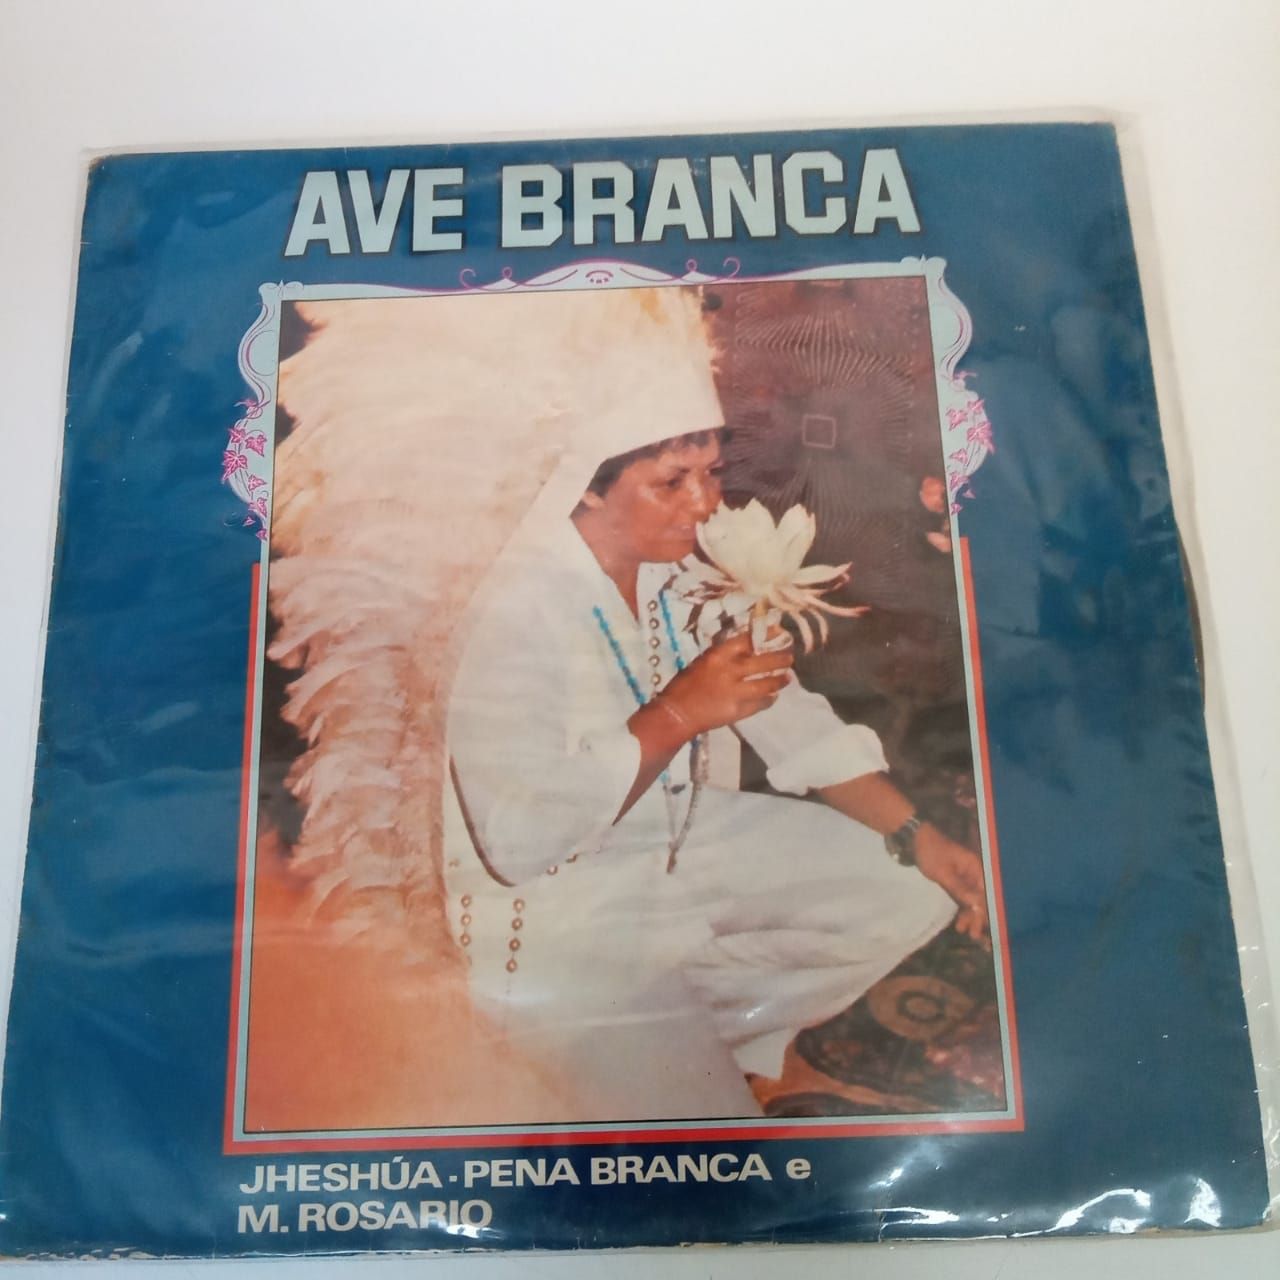 AVE BRANCA
JHESHÚA - PENA BRANCA e
M. ROSARIO